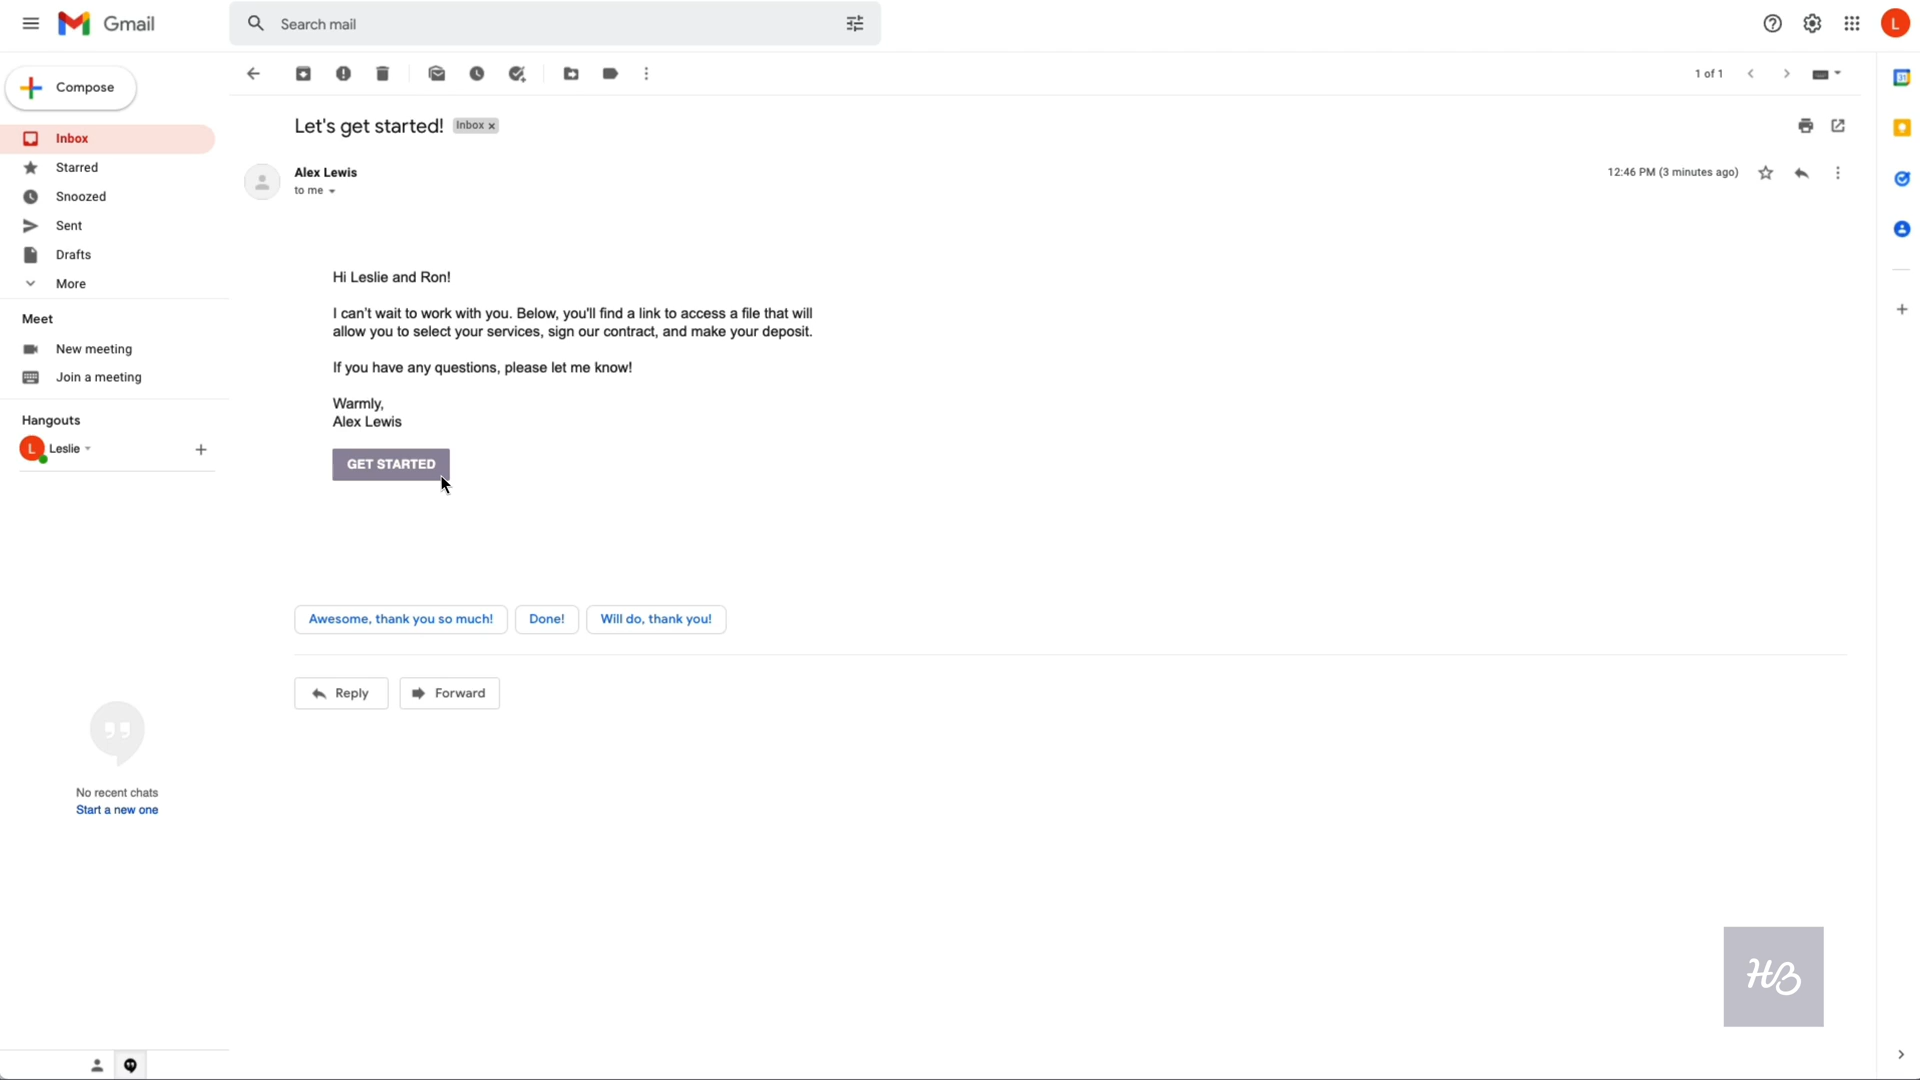 Gmail
Search mail
L
Compose
1 of 1
Inbox
Starred
Snoozed
Sent
Drafts
More
Meet
New meeting
Join a meeting
Hangouts
L Leslie
No recent chats
Start a new one
Let's get started! Inbox x
Alex Lewis
to me
12:46 PM (3 minutes ago)
Hi Leslie and Ron!
I can't wait to work with you. Below, you'll find a link to access a file that will
allow you to select your services, sign our contract, and make your deposit.
If you have any questions, please let me know!
Warmly,
Alex Lewis
GET STARTED
Awesome, thank you so much!
Done!
Will do, thank you!
Reply
Forward
HB
31